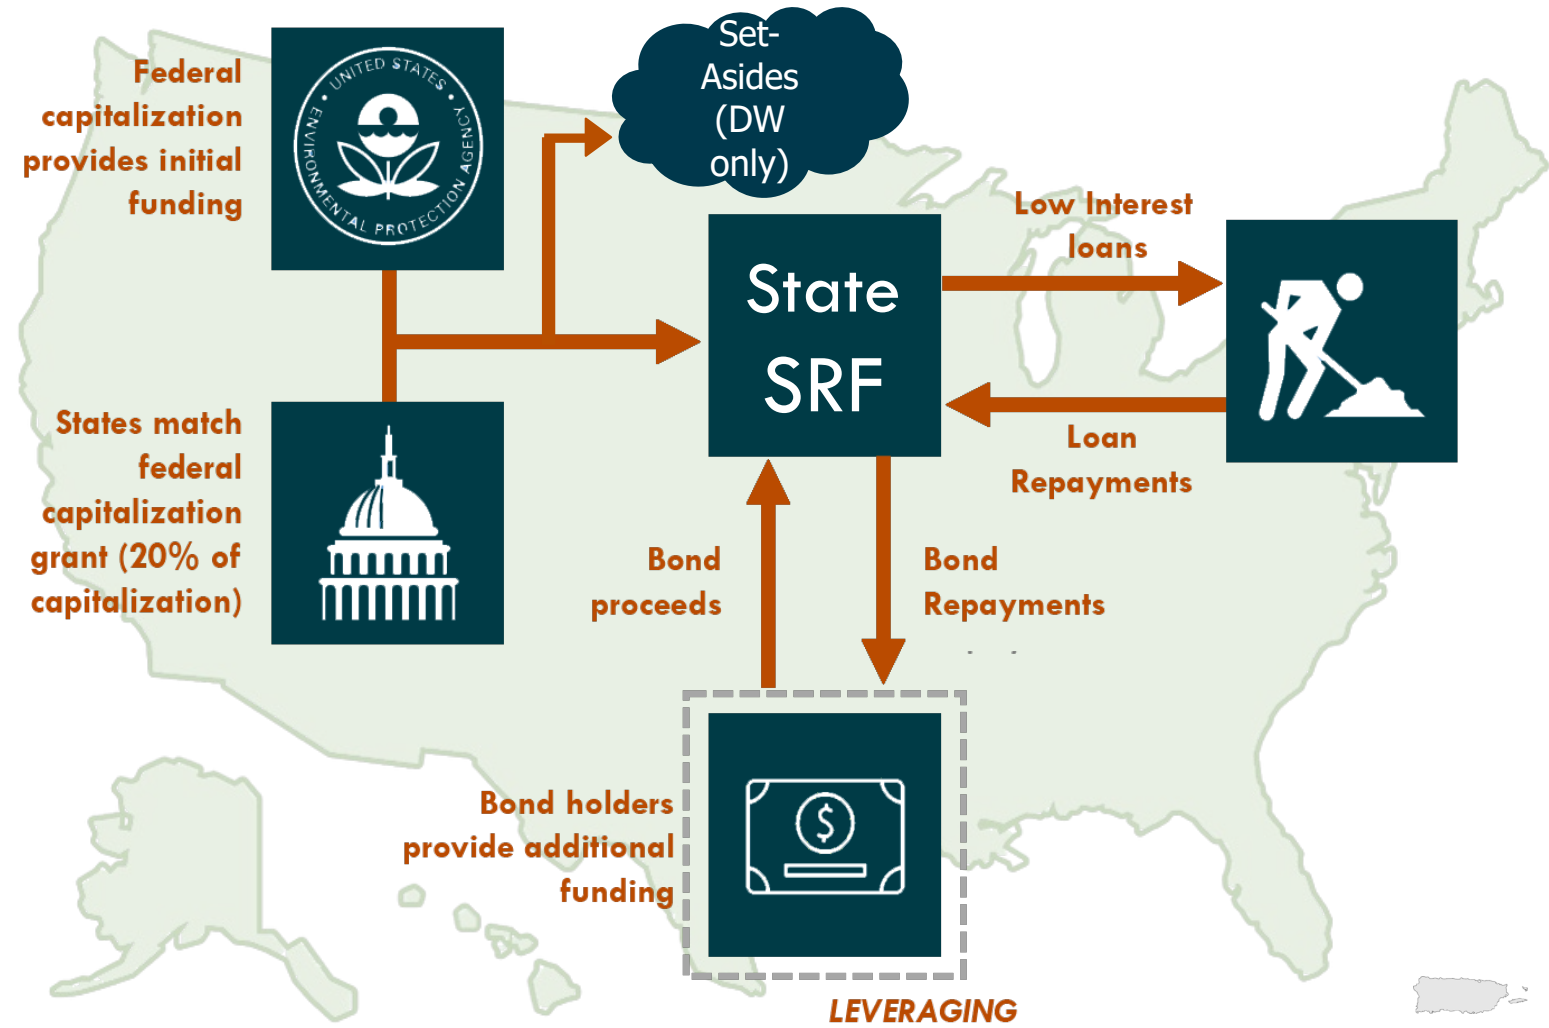 Federal
capitalization
provides initial
funding
UNITED STATES
ENVIRONMENTAL PROTECTION AGENCY
Set-
Asides
(DW
only)
State
SRF
Low Interest
loans
Loan
Repayments
States match
federal
capitalization
grant (20% of
capitalization)
Bond
proceeds
Bond
Repayments
Bond holders
provide additional
funding
$
LEVERAGING